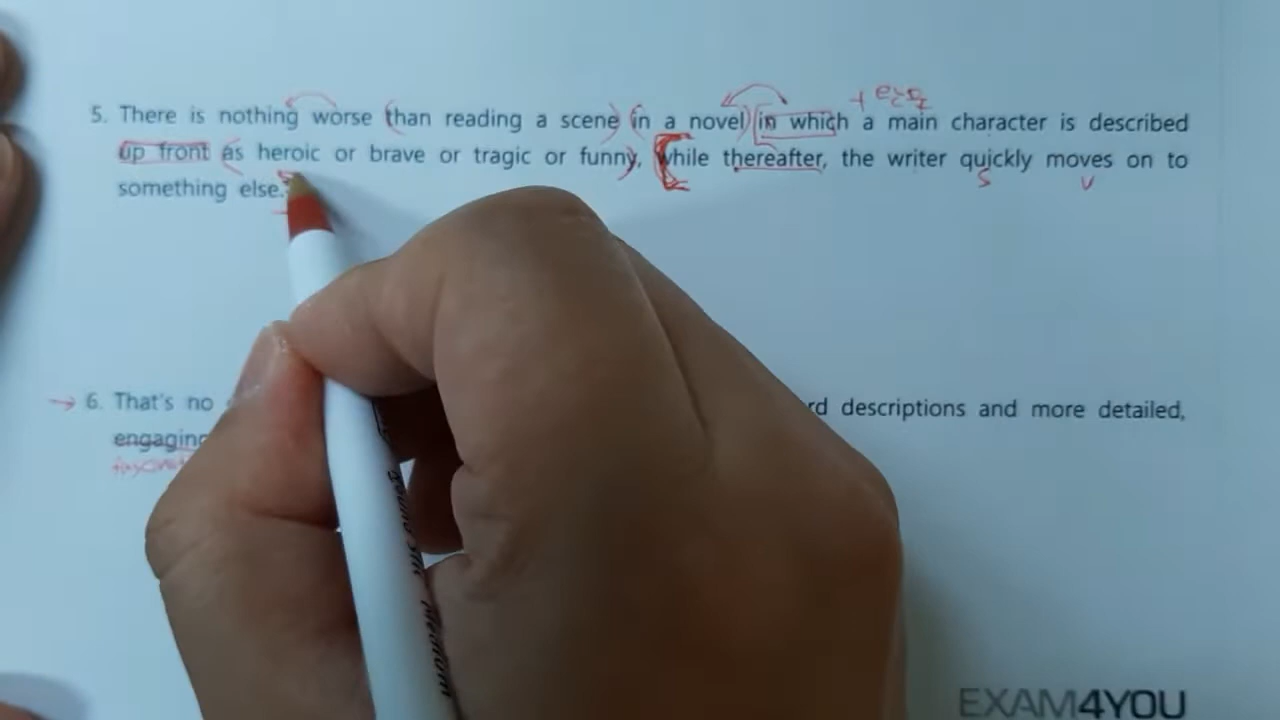 + 완문
5. There is nothing worse than reading a scene in a novel in which a main character is described
up front as heroic or brave or tragic or funny, while thereafter, the writer quickly moves on to
S V
something else.
→ 6. That's no
rd descriptions and more detailed,
engaging
EXAM4YOU